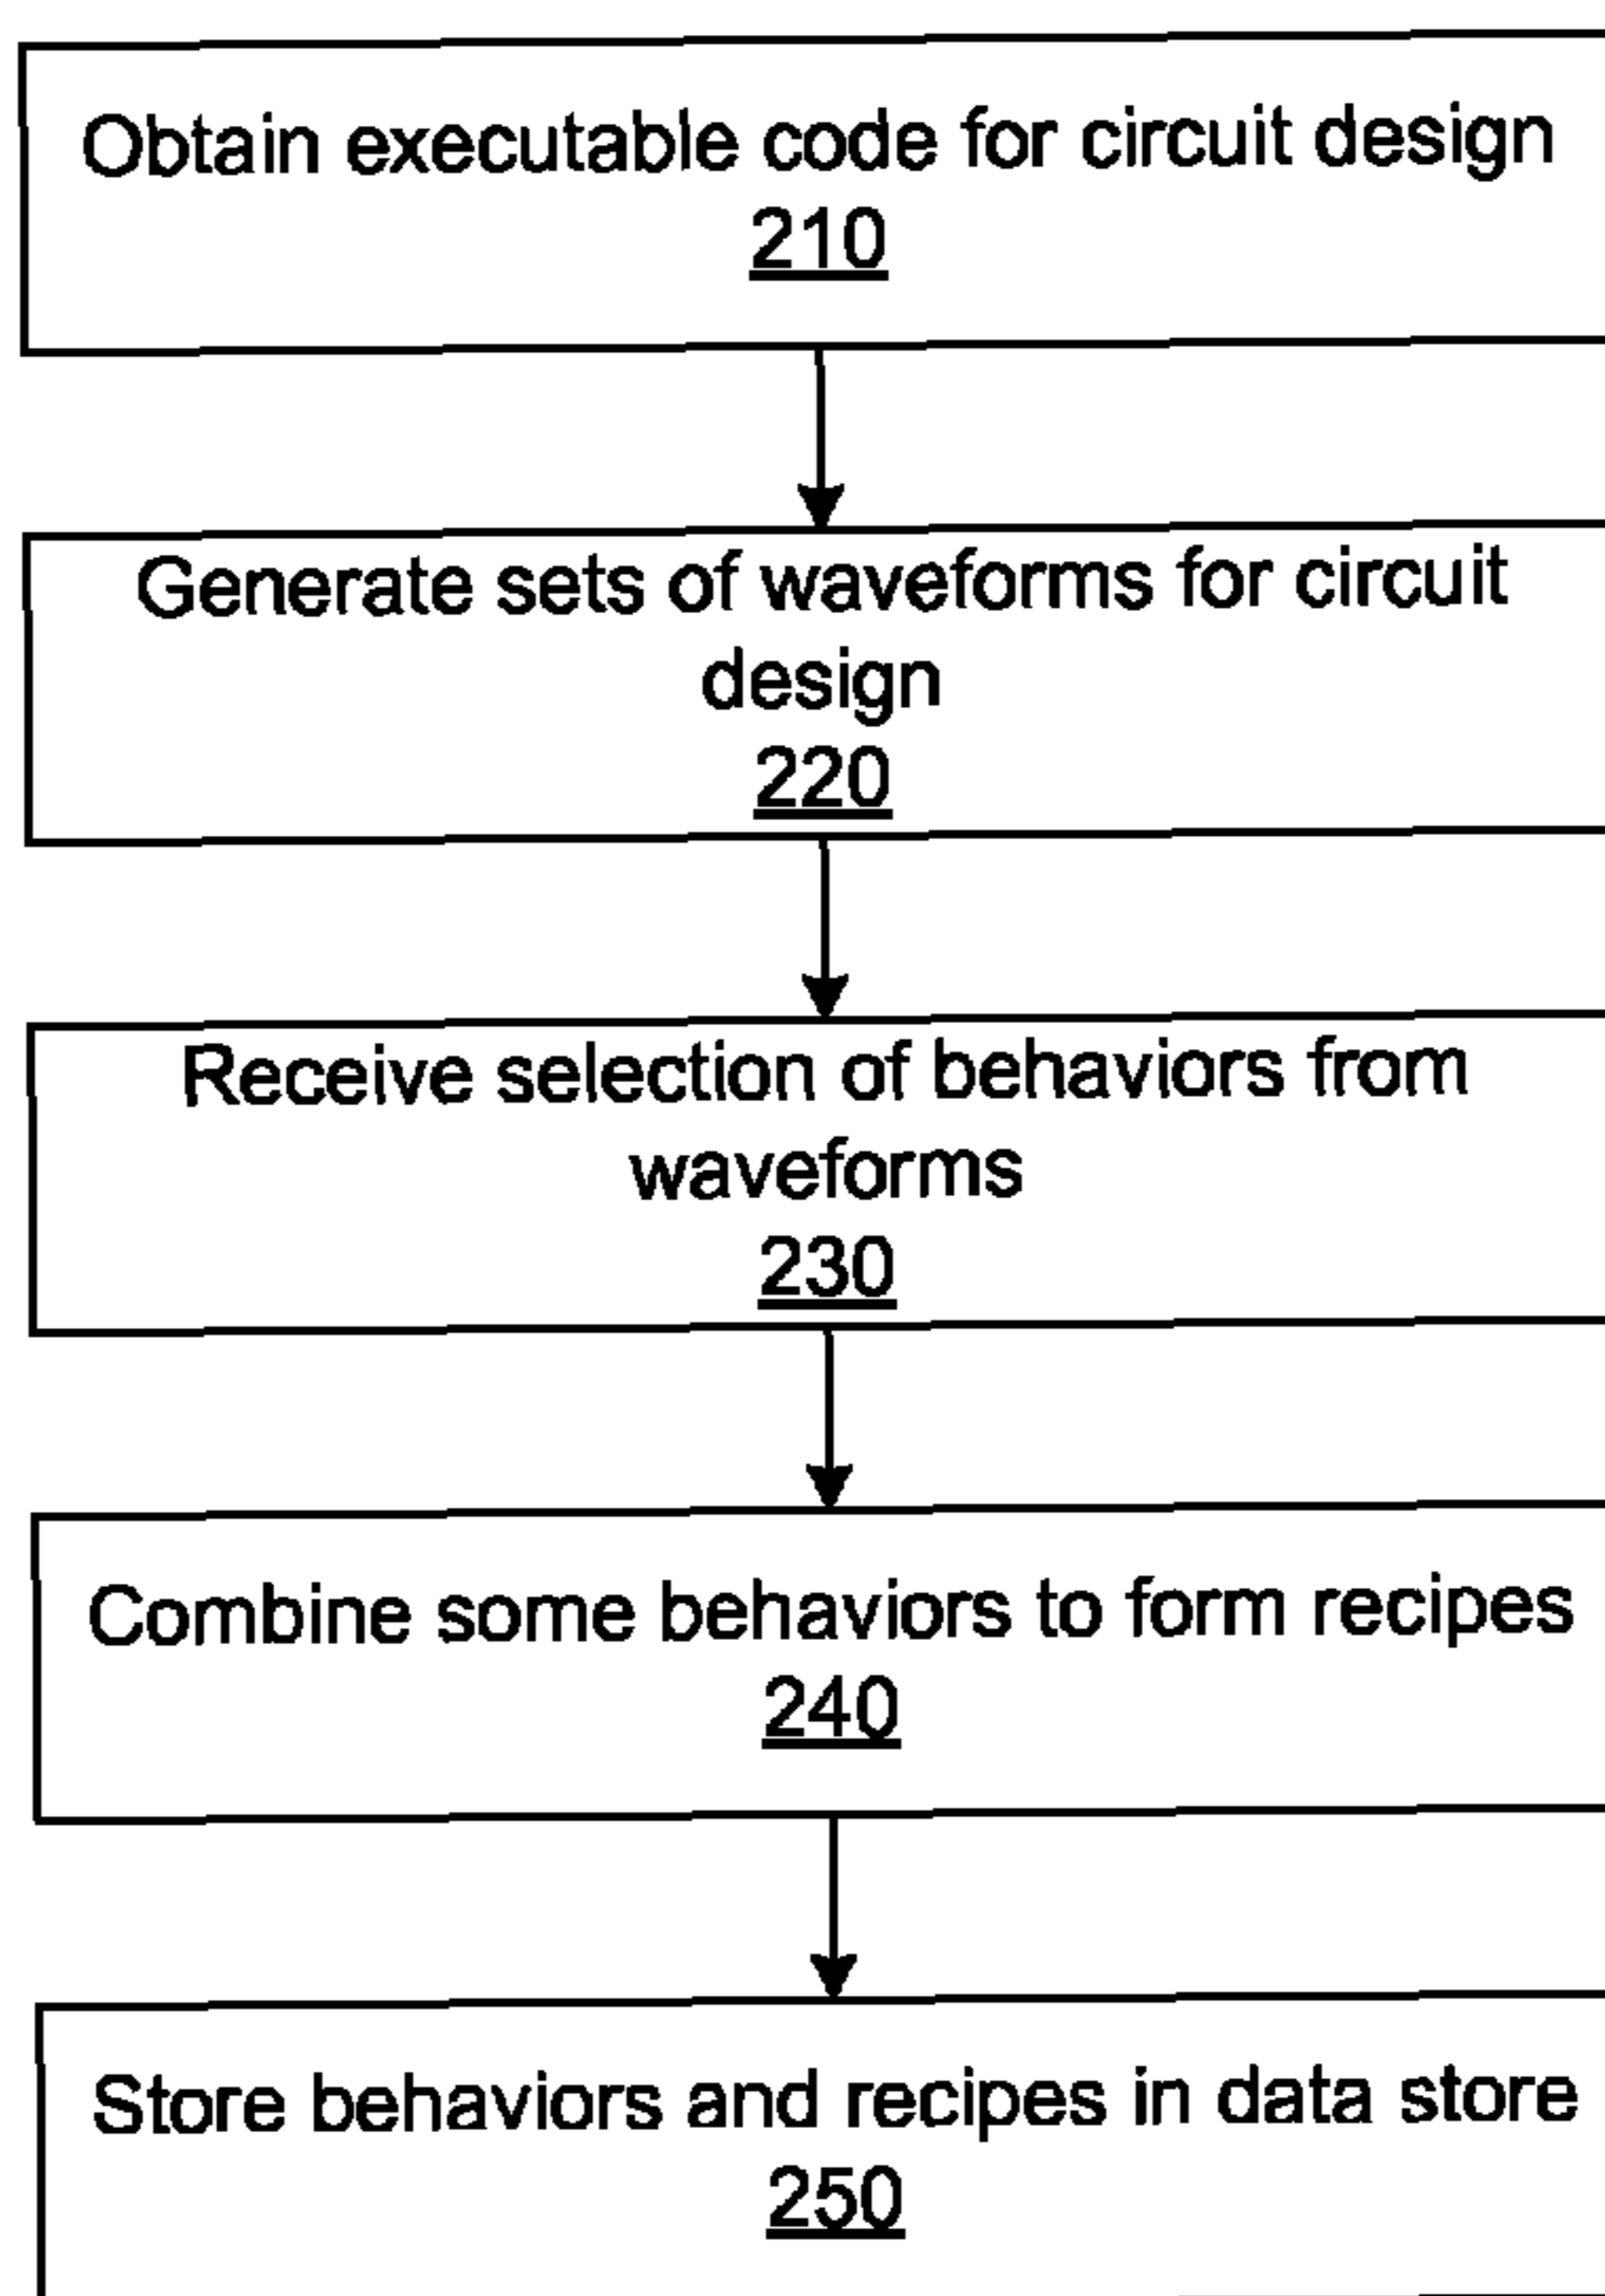 Obtain executable code for circuit design
210
Generate sets of waveforms for circuit
design
220
Receive selection of behaviors from
waveforms
230
Combine some behaviors to form recipes
240
Store behaviors and recipes in data store
250